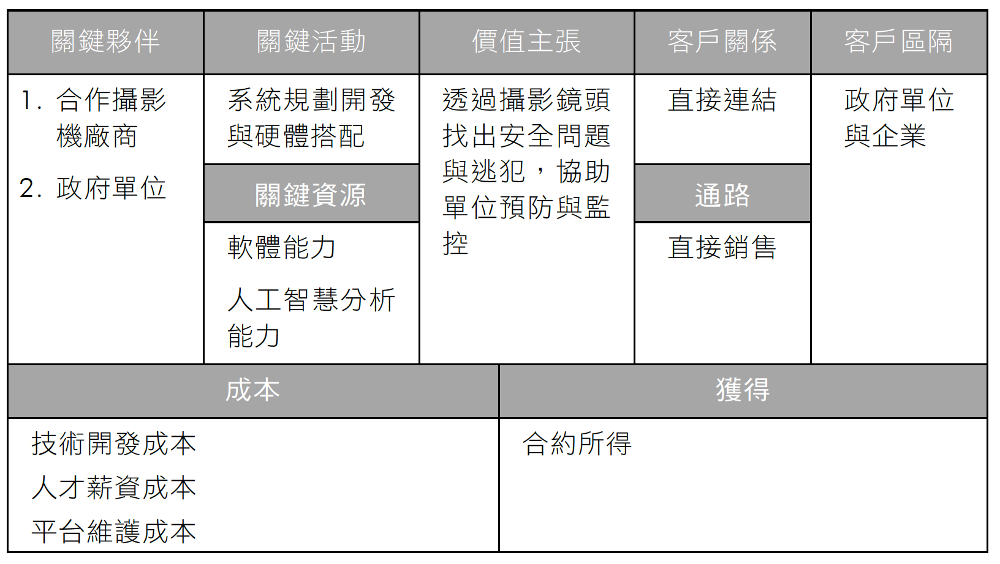 關鍵夥伴
關鍵活動
價值主張
客戶關係
客戶區隔
1. 合作攝影
機廠商
2. 政府單位
系統規劃開發
與硬體搭配
關鍵資源
軟體能力
人工智慧分析
能力
透過攝影鏡頭
找出安全問題
與逃犯，協助
單位預防與監
控
直接連結
通路
直接銷售
政府單位
與企業
成本
技術開發成本
人才薪資成本
平台維護成本
獲得
合約所得